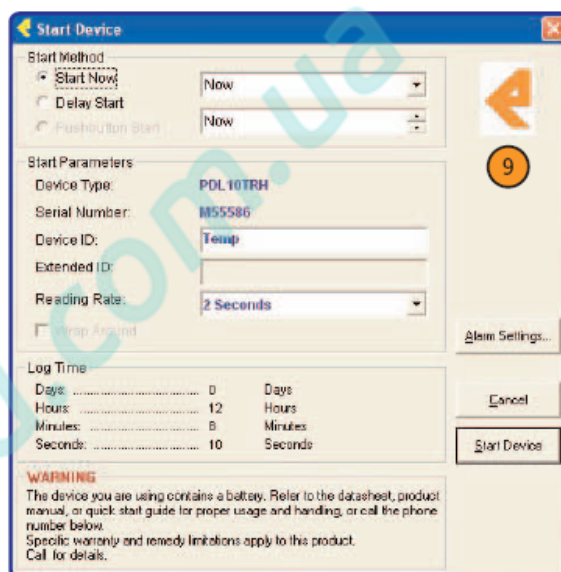 Start Device
Start Method
Start Now
Now
Delay Start
Pushbutton Start
Now
9
Start Parameters
Device Type: PDL10TRH
Serial Number: M55586
Device ID: Temp
Extended ID:
Reading Rate: 2 Seconds
Wrap Around
Alarm Settings...
Log Time
Days: ........................... 0 Days
Hours: ........................... 12 Hours
Minutes: ........................... 8 Minutes
Seconds: ........................... 10 Seconds
Cancel
Start Device
WARNING
The device you are using contains a battery. Refer to the datasheet, product
manual, or quick start guide for proper usage and handling, or call the phone
number below.
Specific warranty and remedy limitations apply to this product.
Call for details.
.com.ua